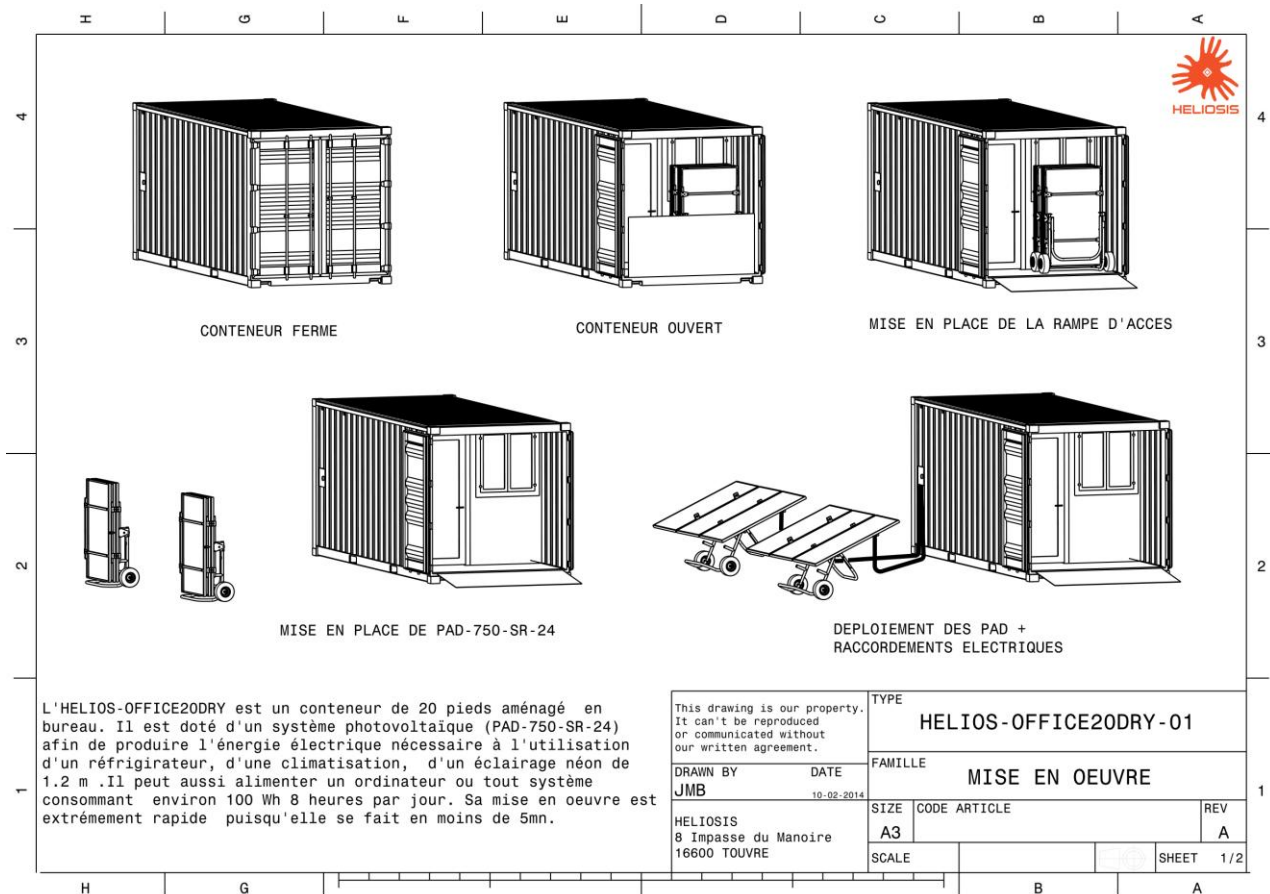 H G F E D C B A
HELIOSIS
4 4
CONTENEUR FERME
CONTENEUR OUVERT
MISE EN PLACE DE LA RAMPE D'ACCES
3 3
MISE EN PLACE DE PAD-750-SR-24
DEPLOIEMENT DES PAD +
RACCORDEMENTS ELECTRIQUES
2 2
L'HELIOS-OFFICE20DRY est un conteneur de 20 pieds aménagé en
bureau. Il est doté d'un système photovoltaïque (PAD-750-SR-24)
afin de produire l'énergie électrique nécessaire à l'utilisation
d'un réfrigirateur, d'une climatisation, d'un éclairage néon de
1.2 m .Il peut aussi alimenter un ordinateur ou tout système
consommant environ 100 Wh 8 heures par jour. Sa mise en oeuvre est
extrémement rapide puisqu'elle se fait en moins de 5mn.
This drawing is our property.
It can't be reproduced
or communicated without
our written agreement.
DRAWN BY DATE
JMB 10-02-2014
HELIOSIS
8 Impasse du Manoire
16600 TOUVRE
TYPE
HELIOS-OFFICE20DRY-01
FAMILLE
MISE EN OEUVRE
SIZE CODE ARTICLE REV
A3 A
SCALE SHEET 1/2
1 1
H G B A